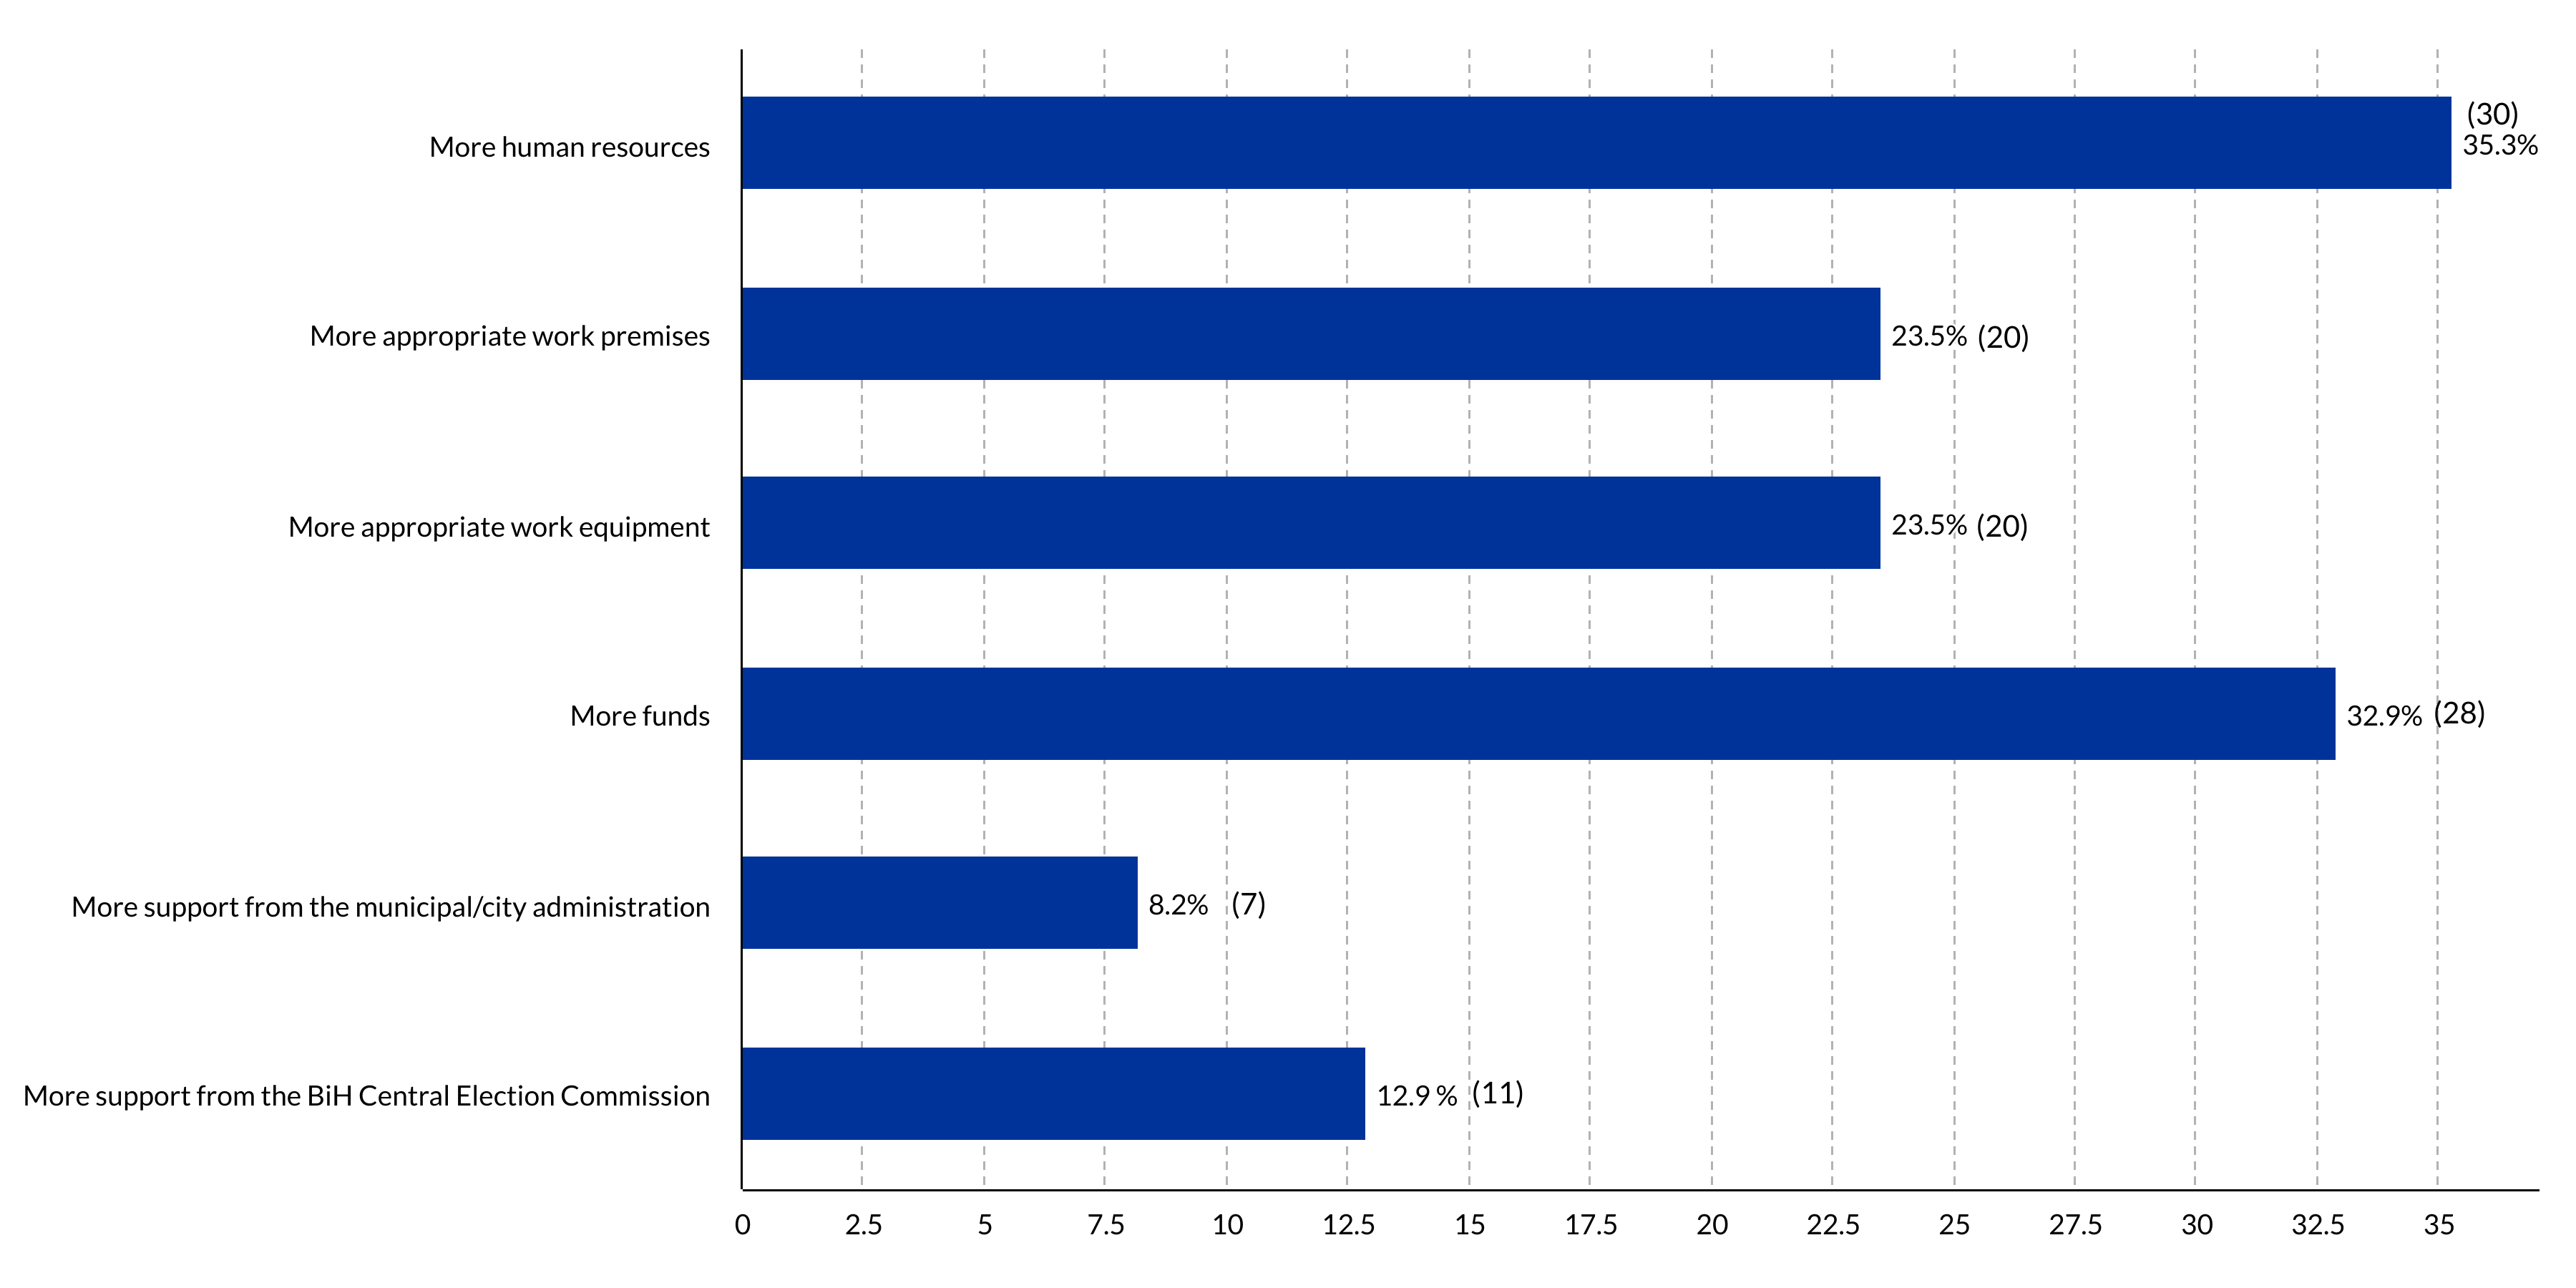 (30)
More human resources 35.3%
More appropriate work premises 23.5% (20)
More appropriate work equipment 23.5% (20)
More funds 32.9% (28)
More support from the municipal/city administration 8.2% (7)
More support from the BiH Central Election Commission 12.9 % (11)
0 2.5 5 7.5 10 12.5 15 17.5 20 22.5 25 27.5 30 32.5 35